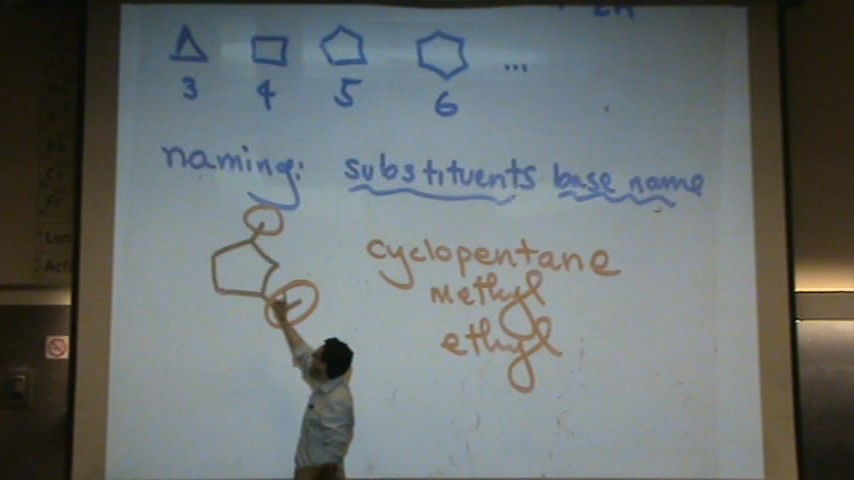 3 4 5 6 ...
naming: substituents base name
cyclopentane
methyl
ethyl